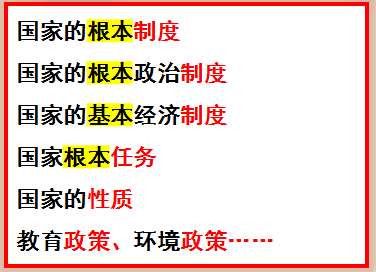 国家的根本制度
国家的根本政治制度
国家的基本经济制度
国家根本任务
国家的性质
教育政策、环境政策……